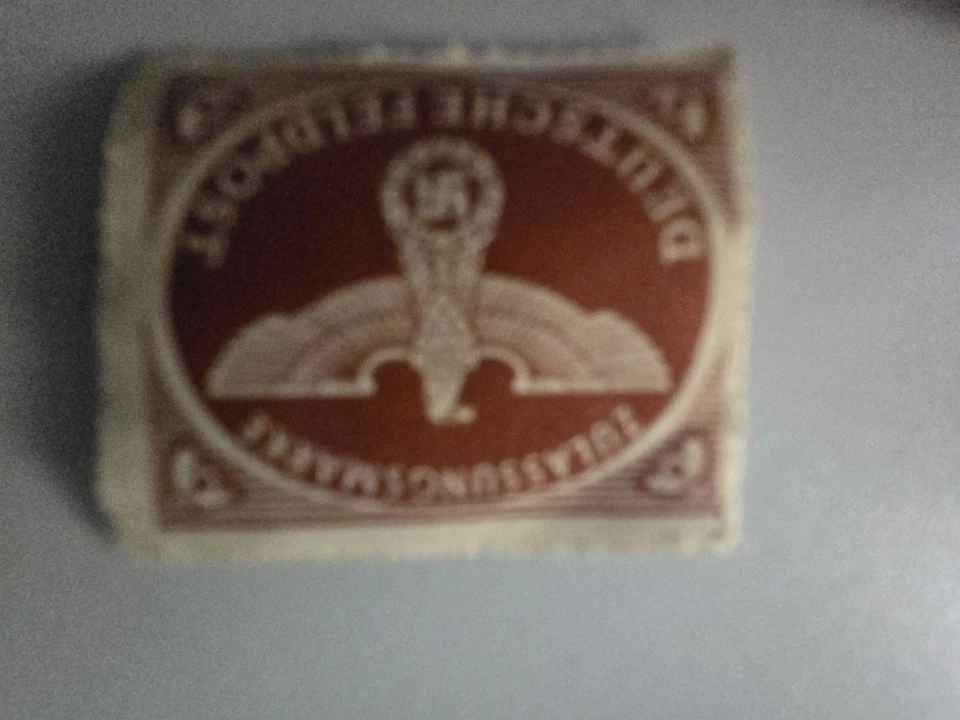 ZULASSUNGSMARKE
DEUTSCHE FELDPOST